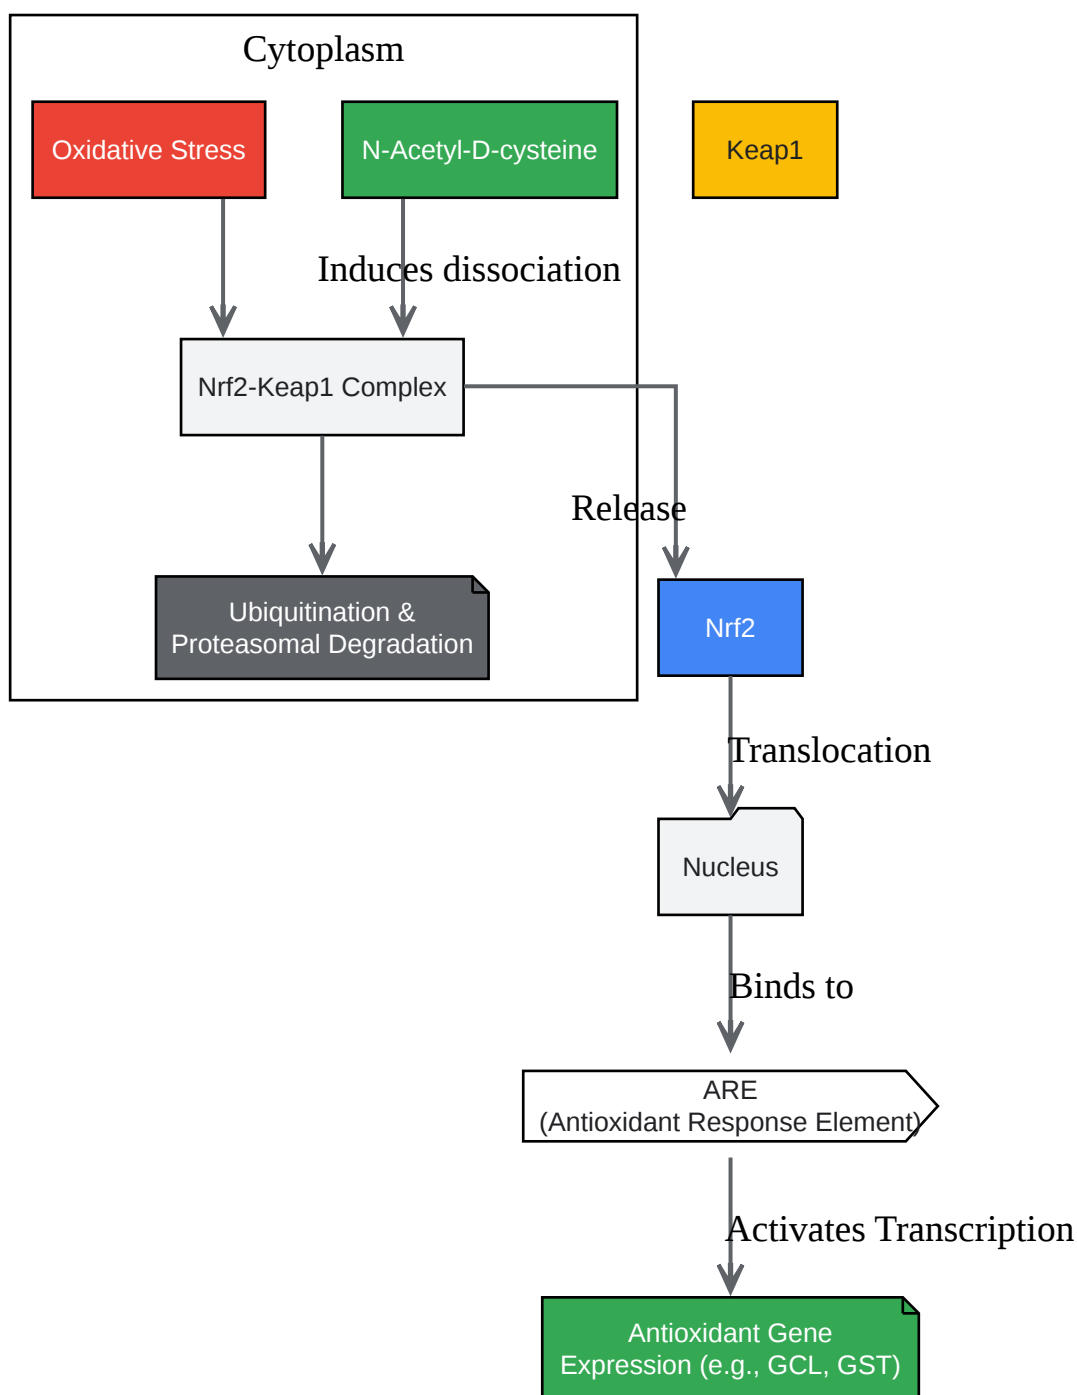 Cytoplasm
Oxidative Stress
N-Acetyl-D-cysteine
Keap1
Induces dissociation
Nrf2-Keap1 Complex
Release
Ubiquitination &
Proteasomal Degradation
Nrf2
Translocation
Nucleus
Binds to
ARE
(Antioxidant Response Element)
Activates Transcription
Antioxidant Gene
Expression (e.g., GCL, GST)